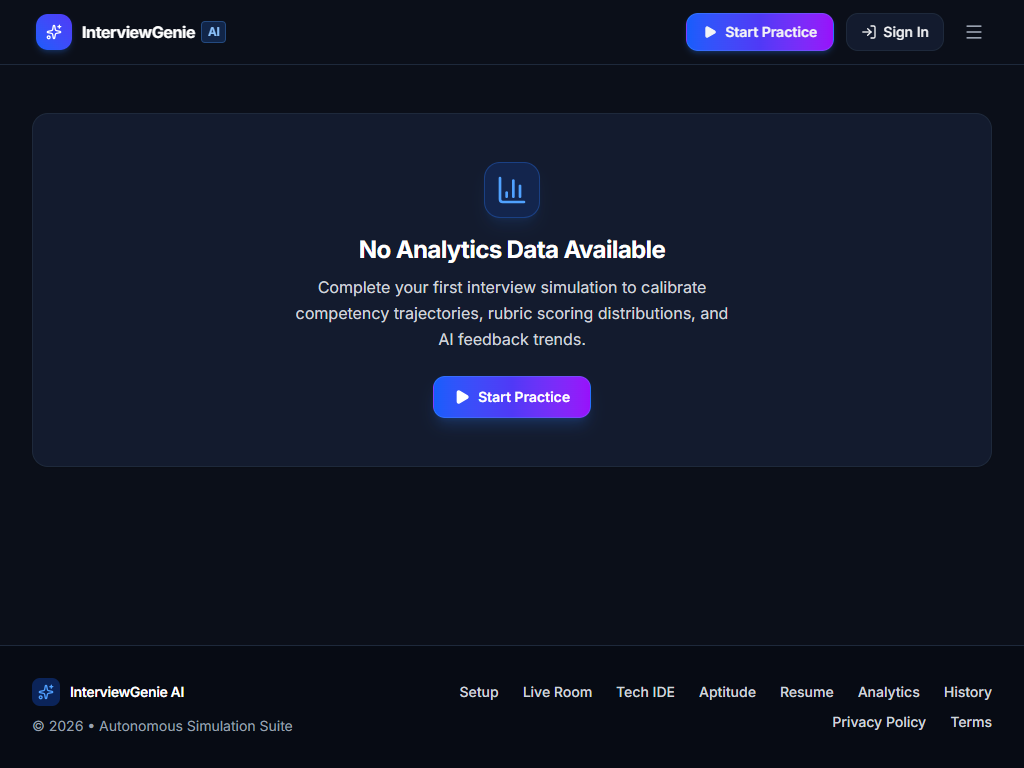 InterviewGenie AI
Start Practice
Sign In
No Analytics Data Available
Complete your first interview simulation to calibrate
competency trajectories, rubric scoring distributions, and
AI feedback trends.
Start Practice
InterviewGenie AI
© 2026 • Autonomous Simulation Suite
Setup Live Room Tech IDE Aptitude Resume Analytics History
Privacy Policy Terms